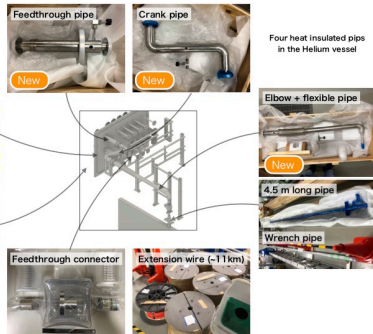 Feedthrough pipe
New
Crank pipe
New
Four heat insulated pips
in the Helium vessel
Elbow + flexible pipe
New
4.5 m long pipe
Wrench pipe
Feedthrough connector
Extension wire (~11km)